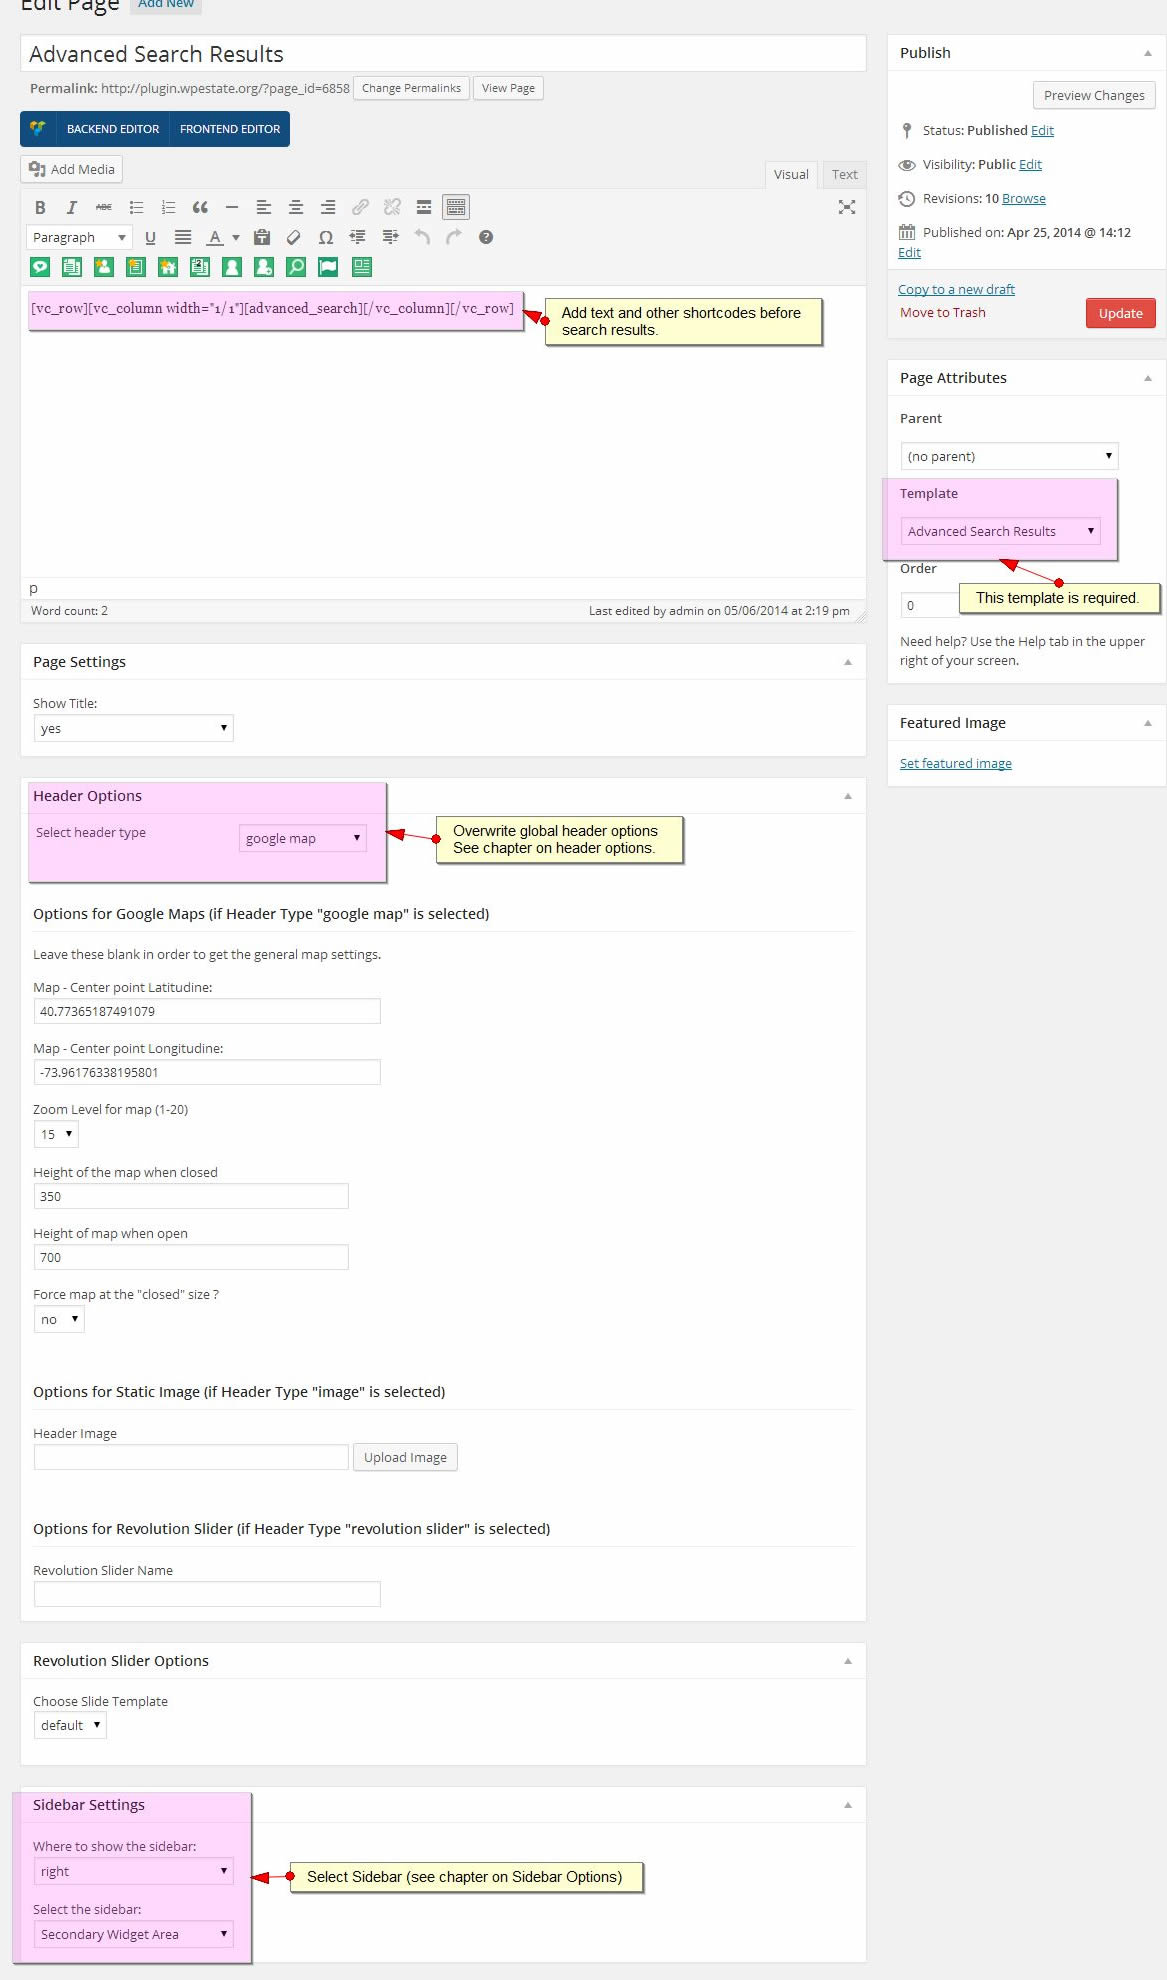 Edit Page Add New
Advanced Search Results
Permalink: http://plugin.wpestate.org/?page_id=6858 Change Permalinks View Page
BACKEND EDITOR FRONTEND EDITOR
Add Media
Visual Text
B I ABC
Paragraph U A Ω
[vc_row][vc_column width="1/1"][advanced_search][/vc_column][/vc_row]
Add text and other shortcodes before
search results.
p
Word count: 2 Last edited by admin on 05/06/2014 at 2:19 pm
Page Settings
Show Title:
yes
Header Options
Select header type google map
Overwrite global header options
See chapter on header options.
Options for Google Maps (if Header Type "google map" is selected)
Leave these blank in order to get the general map settings.
Map - Center point Latitudine:
40.77365187491079
Map - Center point Longitudine:
-73.96176338195801
Zoom Level for map (1-20)
15
Height of the map when closed
350
Height of map when open
700
Force map at the "closed" size ?
no
Options for Static Image (if Header Type "image" is selected)
Header Image
Upload Image
Options for Revolution Slider (if Header Type "revolution slider" is selected)
Revolution Slider Name
Revolution Slider Options
Choose Slide Template
default
Sidebar Settings
Where to show the sidebar:
right
Select Sidebar (see chapter on Sidebar Options)
Select the sidebar:
Secondary Widget Area
Publish
Preview Changes
Status: Published Edit
Visibility: Public Edit
Revisions: 10 Browse
Published on: Apr 25, 2014 @ 14:12
Edit
Copy to a new draft
Move to Trash
Update
Page Attributes
Parent
(no parent)
Template
Advanced Search Results
Order
This template is required.
0
Need help? Use the Help tab in the upper
right of your screen.
Featured Image
Set featured image